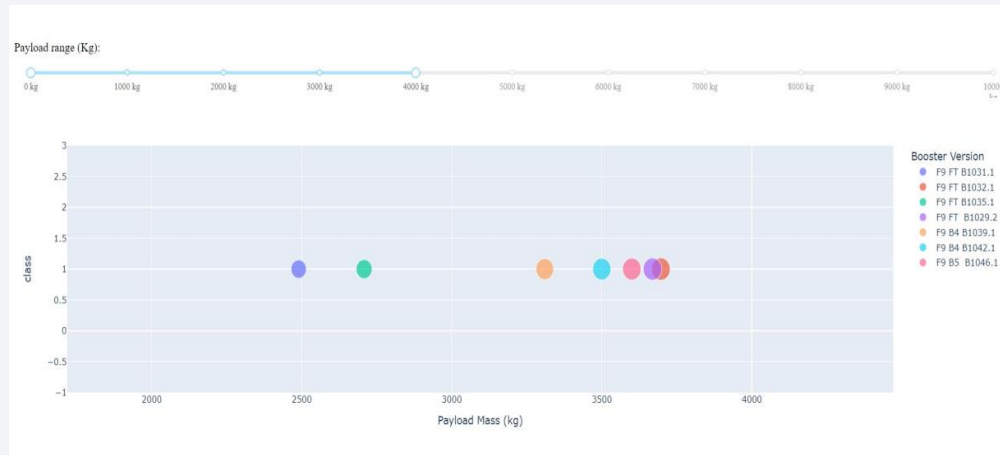 Payload range (Kg):
0 kg 1000 kg 2000 kg 3000 kg 4000 kg 5000 kg 6000 kg 7000 kg 8000 kg 9000 kg 1000
3
2.5
2
1.5
1
0.5
0
−0.5
−1
class
2000 2500 3000 3500 4000
Payload Mass (kg)
Booster Version
F9 FT B1031.1
F9 FT B1032.1
F9 FT B1035.1
F9 FT B1029.2
F9 B4 B1039.1
F9 B4 B1042.1
F9 B5 B1046.1